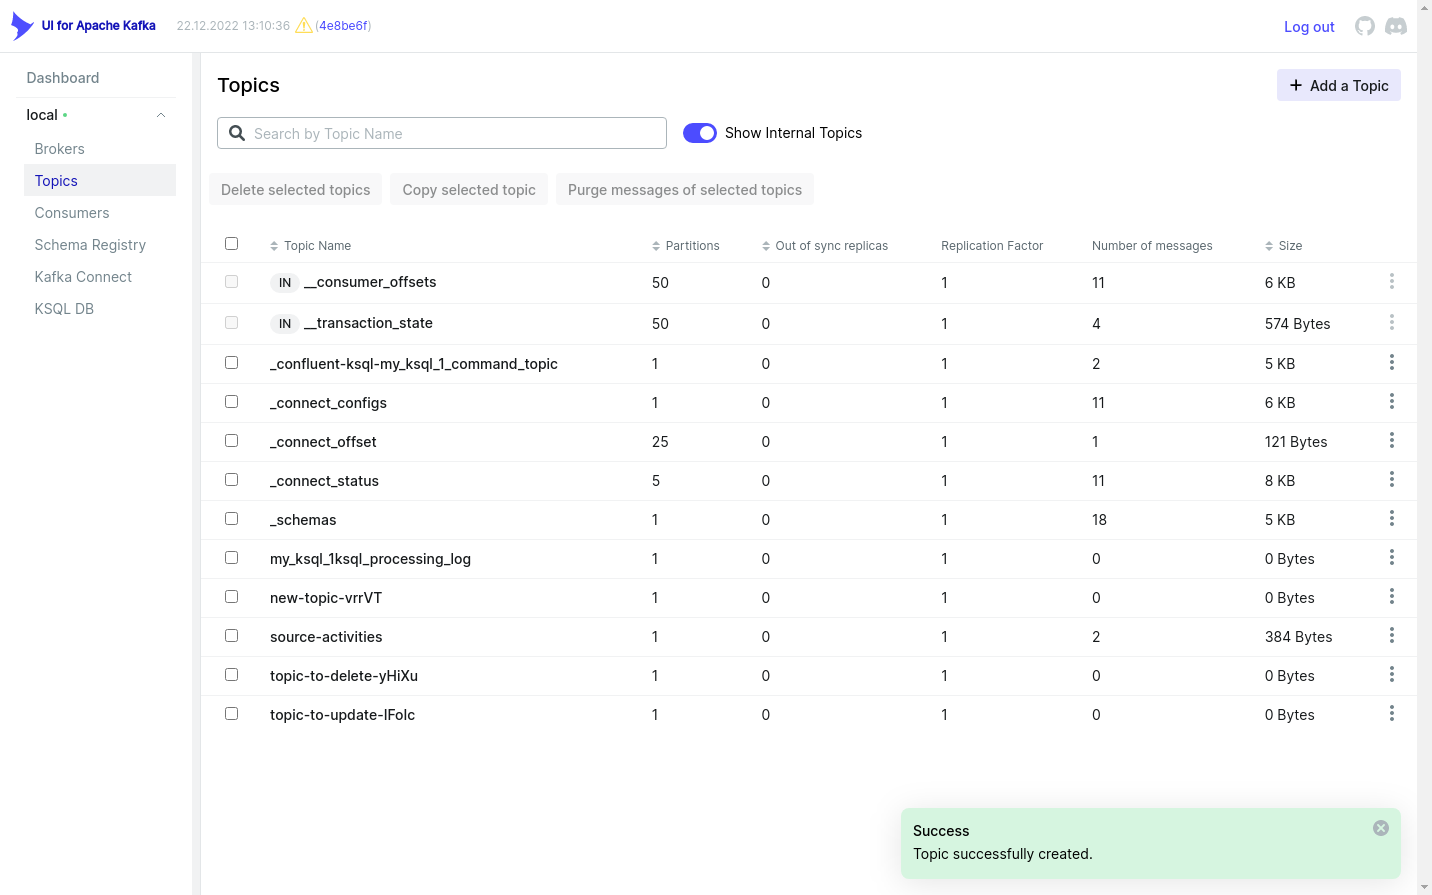 UI for Apache Kafka 22.12.2022 13:10:36 (4e8be6f) Log out
Dashboard
local
Brokers
Topics
Consumers
Schema Registry
Kafka Connect
KSQL DB
Topics
Add a Topic
Search by Topic Name Show Internal Topics
Delete selected topics Copy selected topic Purge messages of selected topics
Topic Name Partitions Out of sync replicas Replication Factor Number of messages Size
IN __consumer_offsets 50 0 1 11 6 KB
IN __transaction_state 50 0 1 4 574 Bytes
_confluent-ksql-my_ksql_1_command_topic 1 0 1 2 5 KB
_connect_configs 1 0 1 11 6 KB
_connect_offset 25 0 1 1 121 Bytes
_connect_status 5 0 1 11 8 KB
_schemas 1 0 1 18 5 KB
my_ksql_1ksql_processing_log 1 0 1 0 0 Bytes
new-topic-vrrVT 1 0 1 0 0 Bytes
source-activities 1 0 1 2 384 Bytes
topic-to-delete-yHiXu 1 0 1 0 0 Bytes
topic-to-update-IFolc 1 0 1 0 0 Bytes
Success
Topic successfully created.